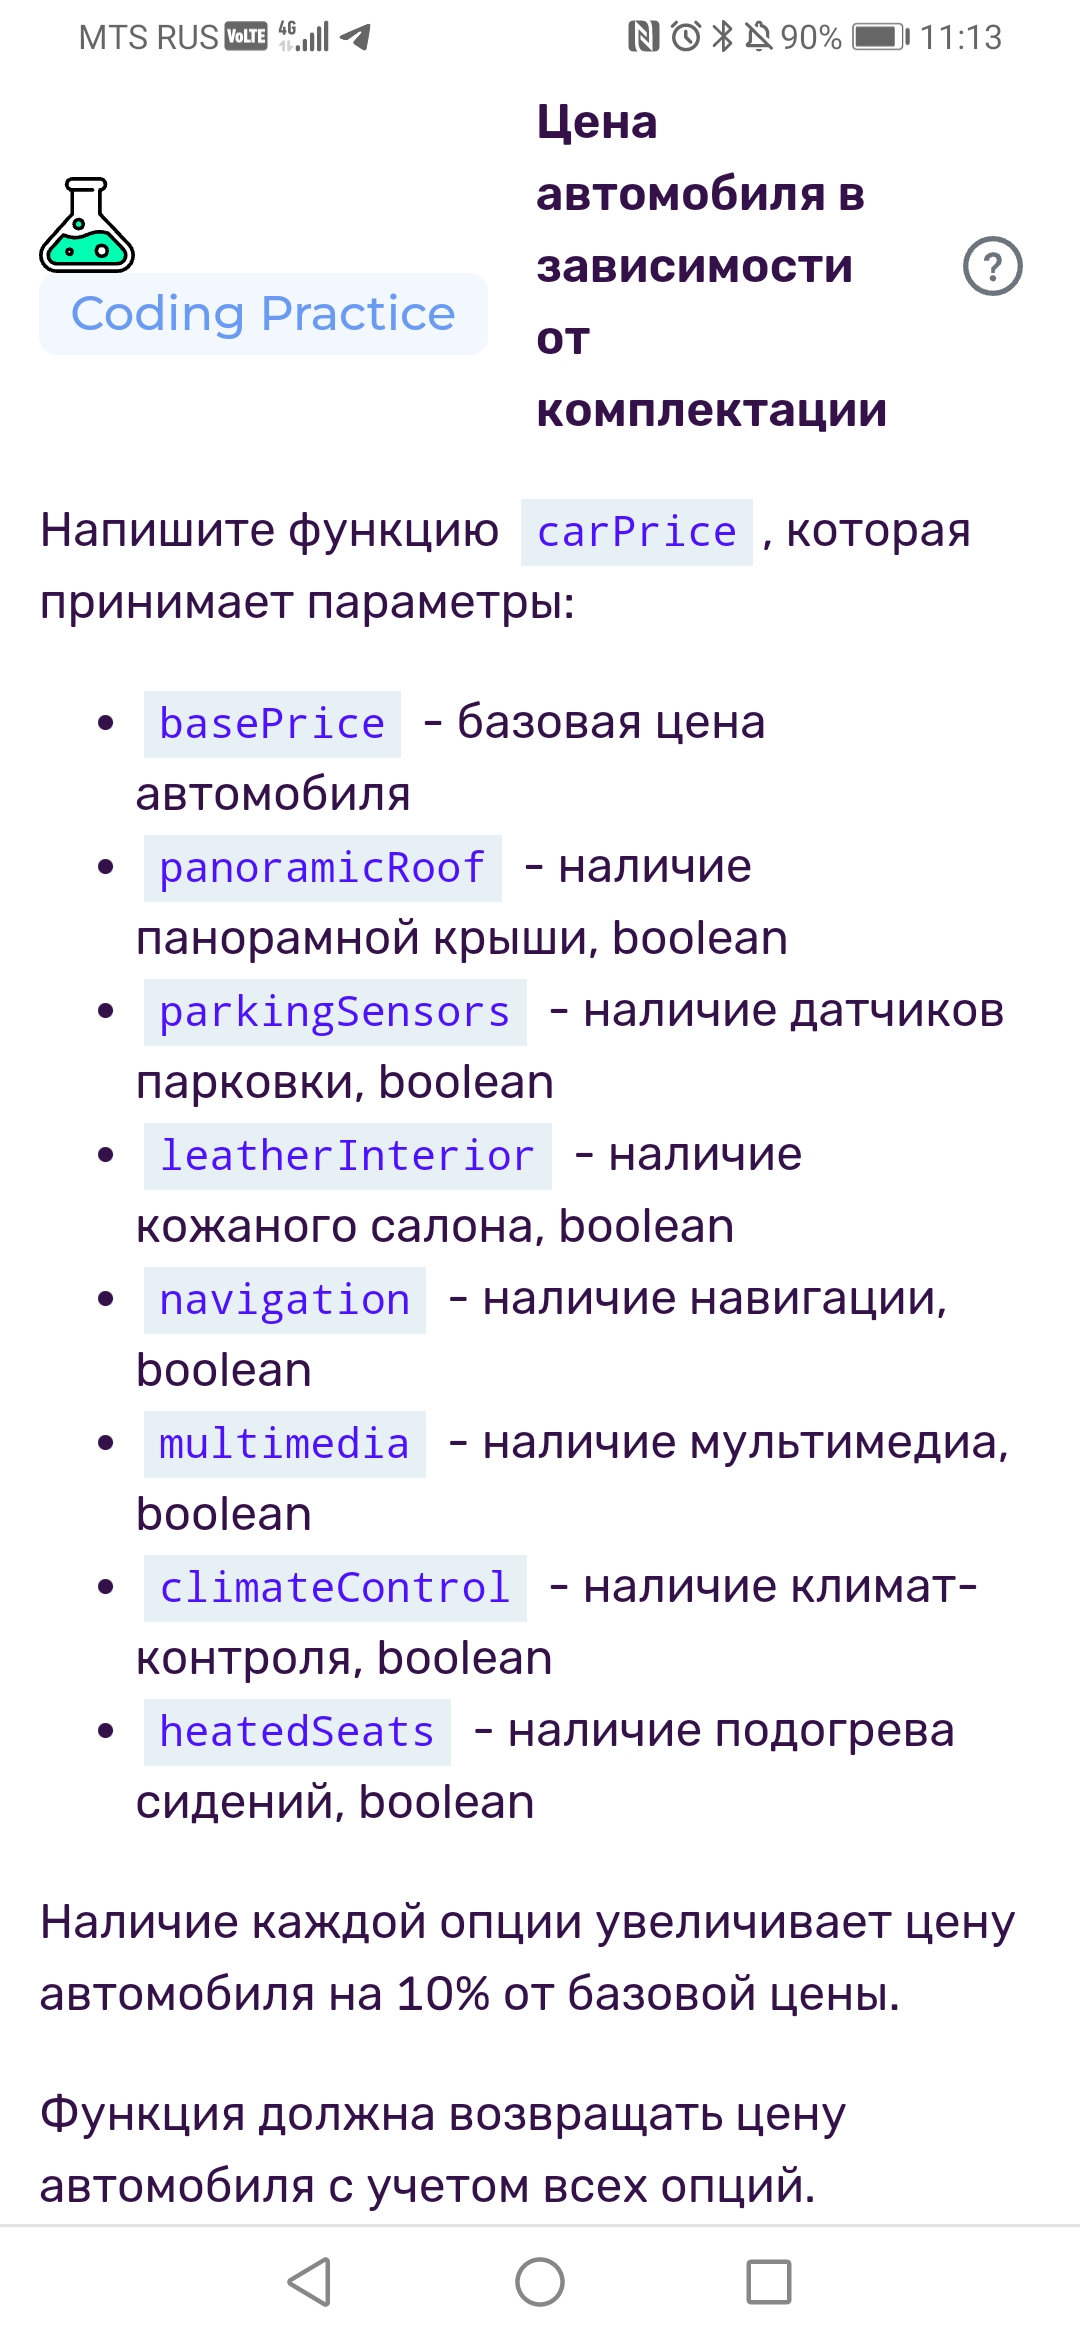 MTS RUS VoLTE 4G 90% 11:13
Цена
автомобиля в
зависимости
от
комплектации
?
Coding Practice
Напишите функцию carPrice, которая
принимает параметры:
• basePrice - базовая цена
автомобиля
• panoramicRoof - наличие
панорамной крыши, boolean
• parkingSensors - наличие датчиков
парковки, boolean
• leatherInterior - наличие
кожаного салона, boolean
• navigation - наличие навигации,
boolean
• multimedia - наличие мультимедиа,
boolean
• climateControl - наличие климат-
контроля, boolean
• heatedSeats - наличие подогрева
сидений, boolean
Наличие каждой опции увеличивает цену
автомобиля на 10% от базовой цены.
Функция должна возвращать цену
автомобиля с учетом всех опций.